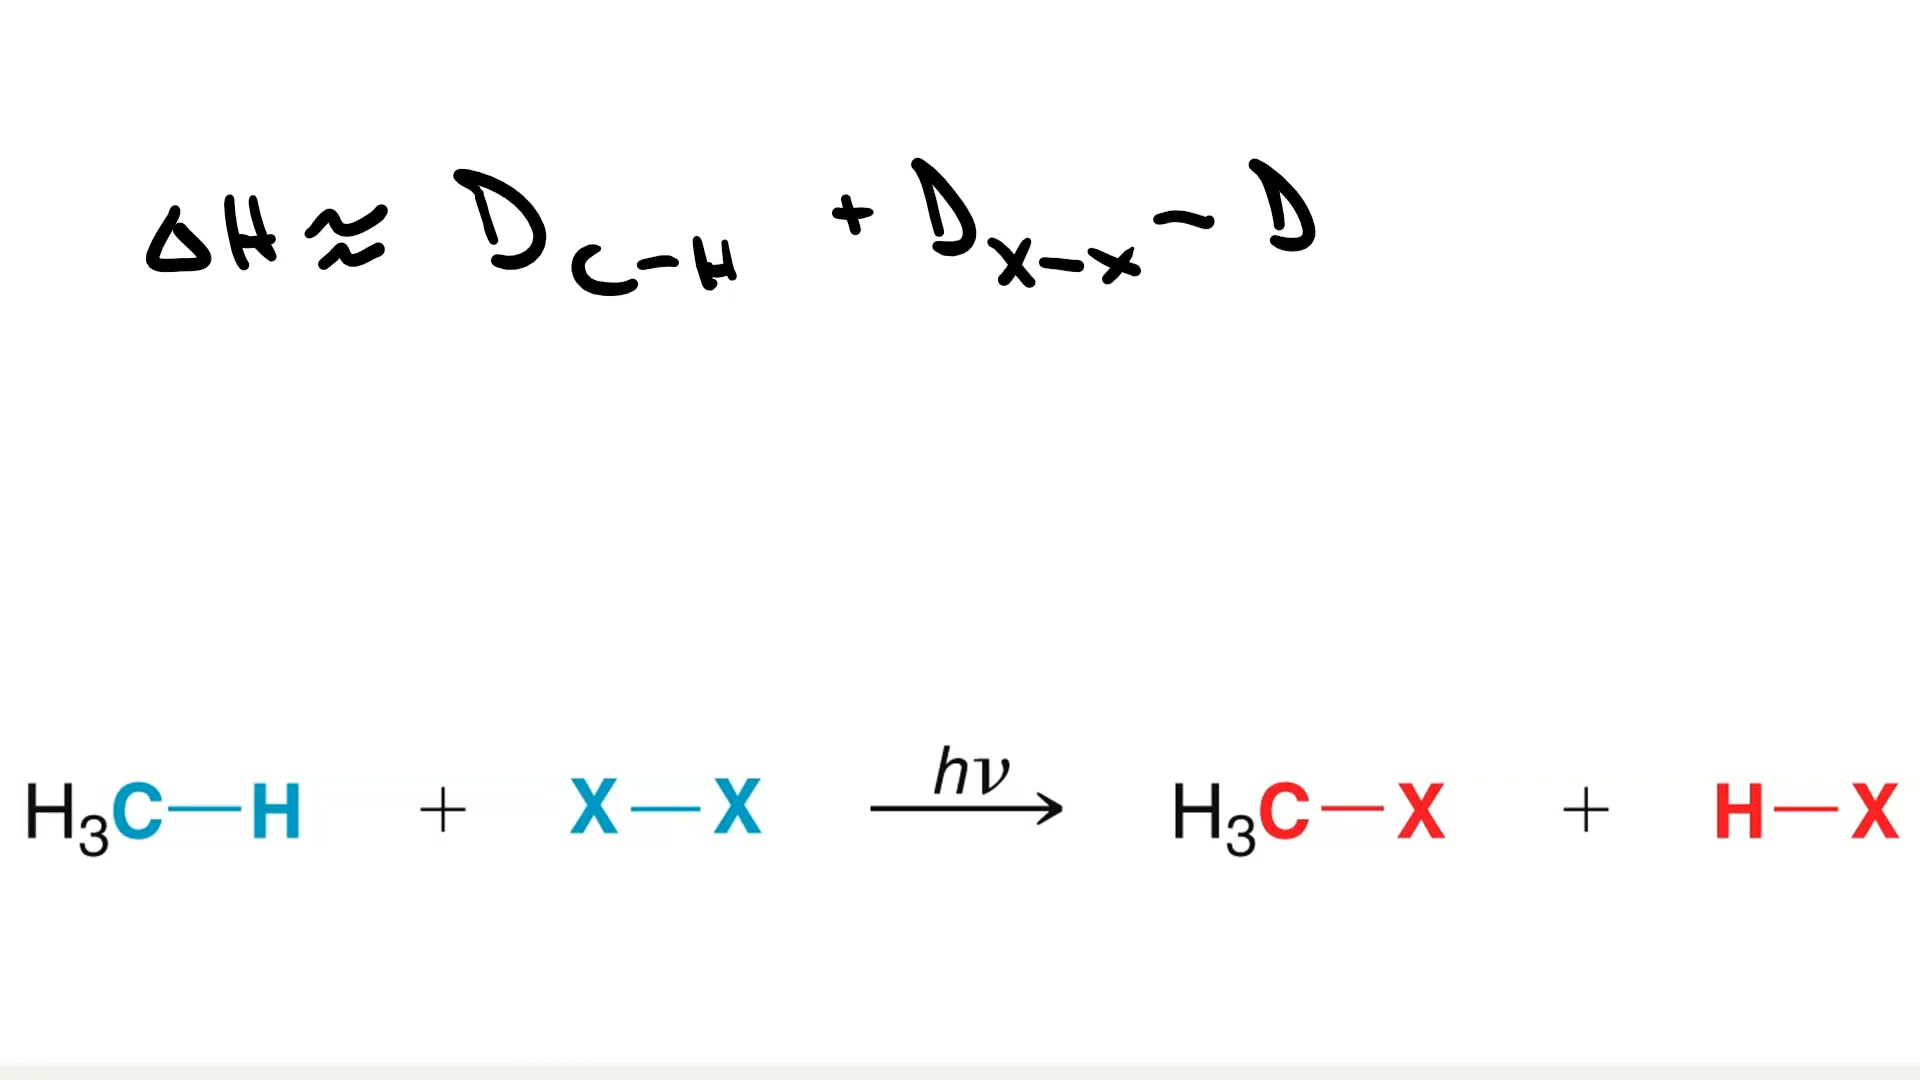 ΔH ≈ D_C-H + D_X-X - D
hν
H₃C—H + X—X → H₃C—X + H—X